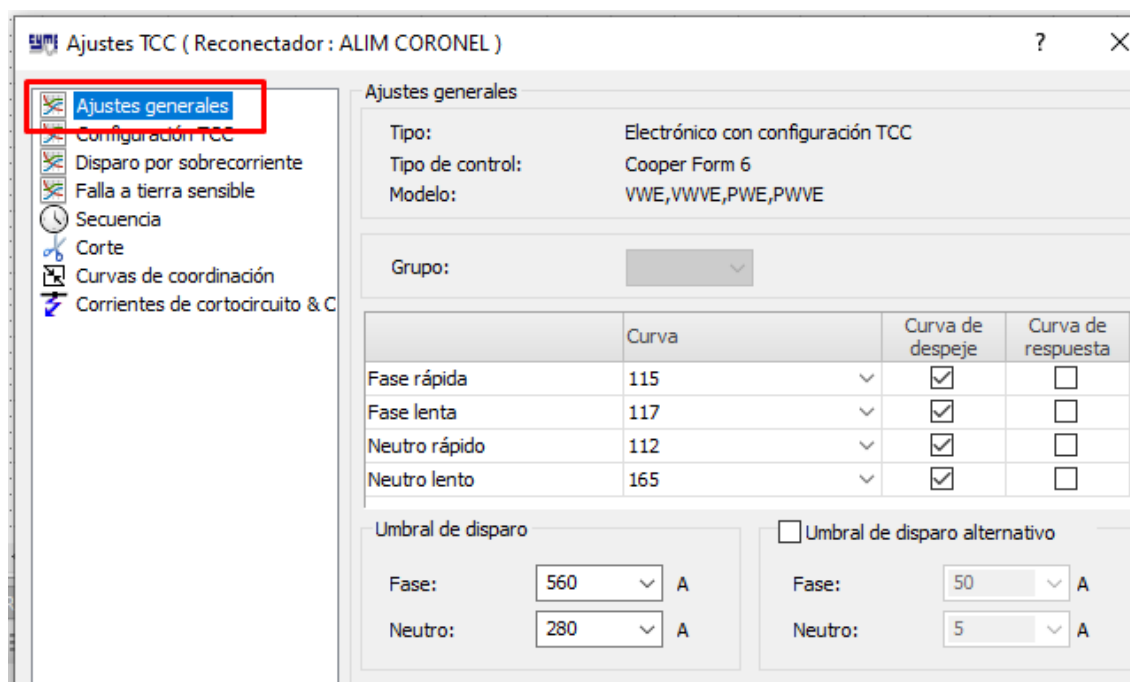 CYME Ajustes TCC ( Reconectador : ALIM CORONEL ) ? ×
Ajustes generales
Configuración TCC
Disparo por sobrecorriente
Falla a tierra sensible
Secuencia
Corte
Curvas de coordinación
Corrientes de cortocircuito & C
Ajustes generales
Tipo: Electrónico con configuración TCC
Tipo de control: Cooper Form 6
Modelo: VWE,VWVE,PWE,PWVE
Grupo:
Curva Curva de despeje Curva de respuesta
Fase rápida 115
Fase lenta 117
Neutro rápido 112
Neutro lento 165
Umbral de disparo
Fase: 560 A
Neutro: 280 A
Umbral de disparo alternativo
Fase: 50 A
Neutro: 5 A